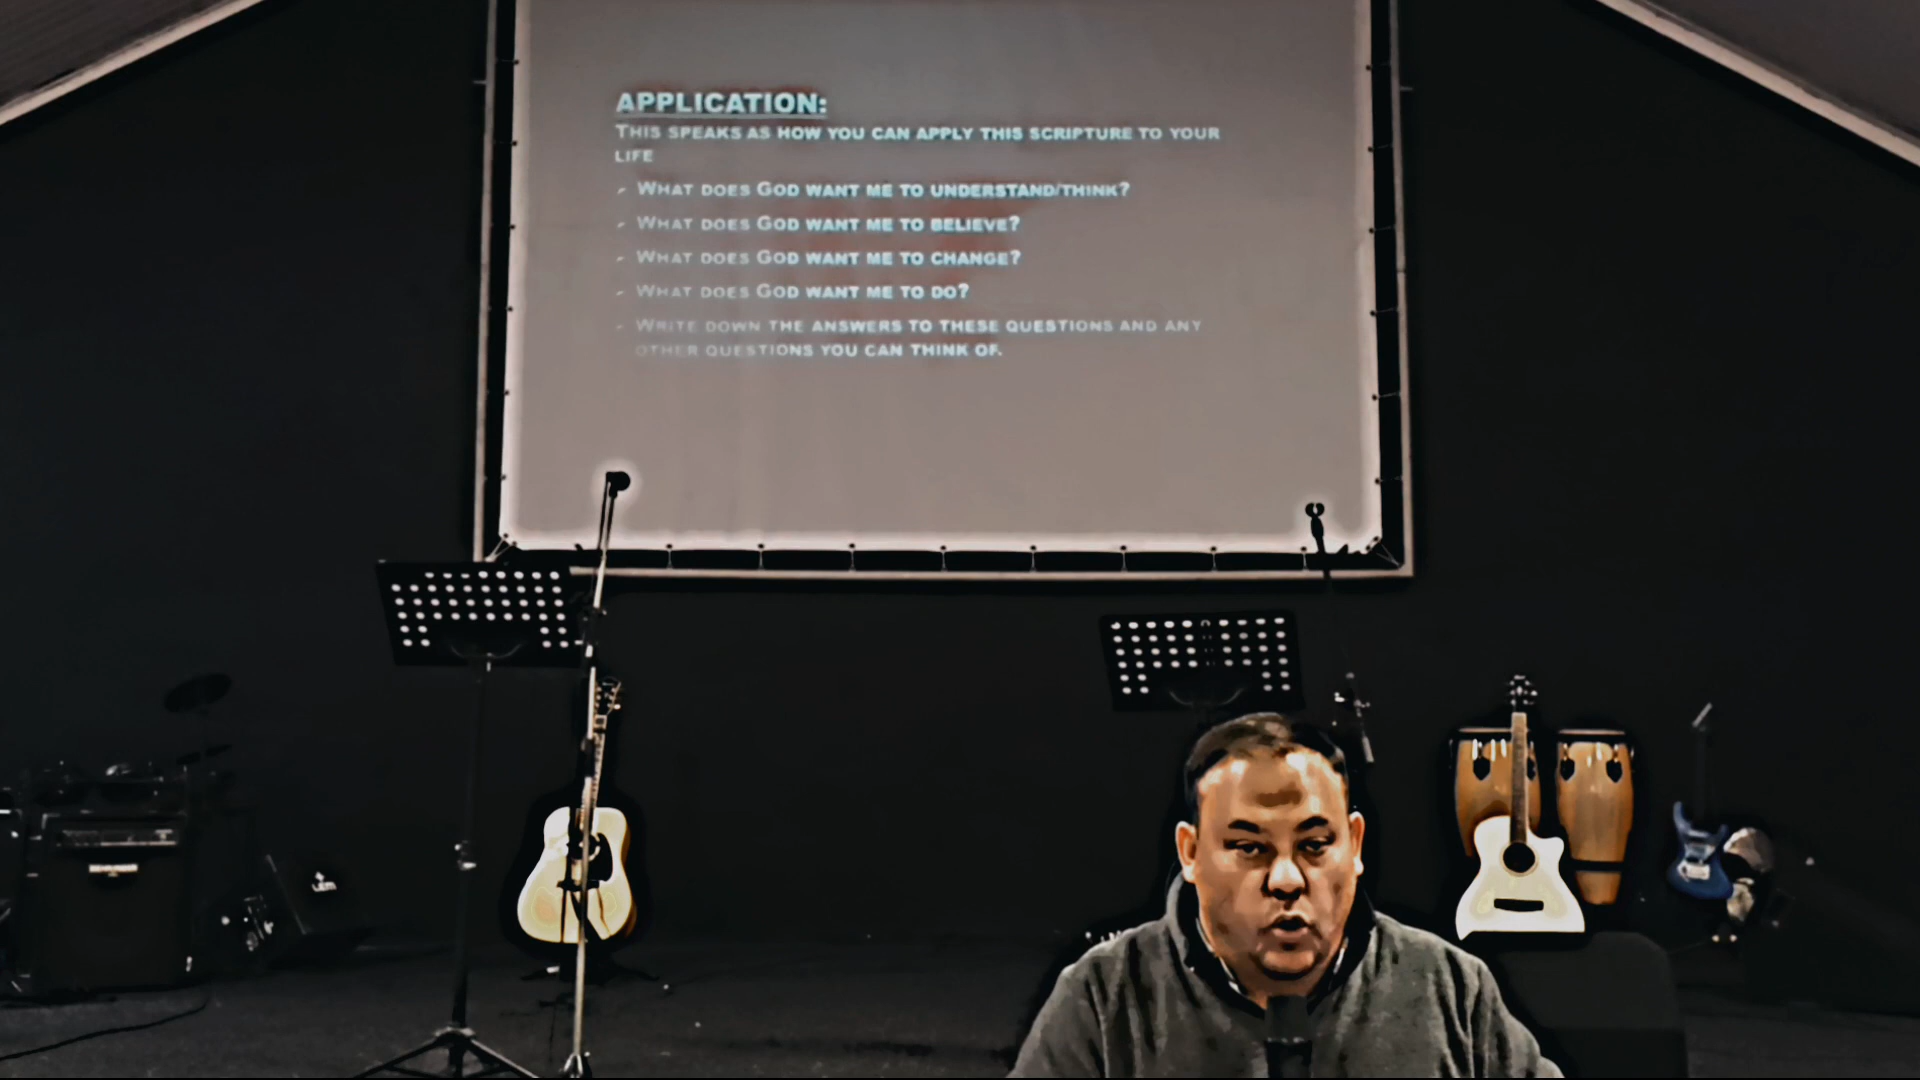 APPLICATION:
THIS SPEAKS AS HOW YOU CAN APPLY THIS SCRIPTURE TO YOUR
LIFE
- WHAT DOES GOD WANT ME TO UNDERSTAND/THINK?
- WHAT DOES GOD WANT ME TO BELIEVE?
- WHAT DOES GOD WANT ME TO CHANGE?
- WHAT DOES GOD WANT ME TO DO?
- WRITE DOWN THE ANSWERS TO THESE QUESTIONS AND ANY
OTHER QUESTIONS YOU CAN THINK OF.